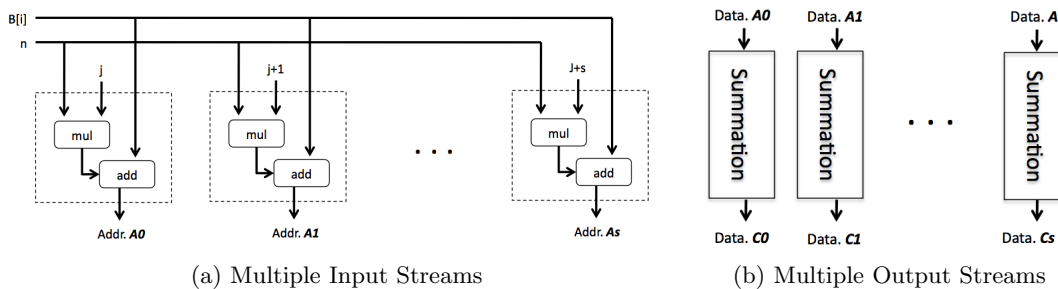 B[i]
n
j
j+1
J+s
mul
mul
mul
add
add
add
. . .
Addr. A0
Addr. A1
Addr. As
(a) Multiple Input Streams
Data. A0
Data. A1
Data. A
Summation
Summation
Summation
. . .
Data. C0
Data. C1
Data. Cs
(b) Multiple Output Streams